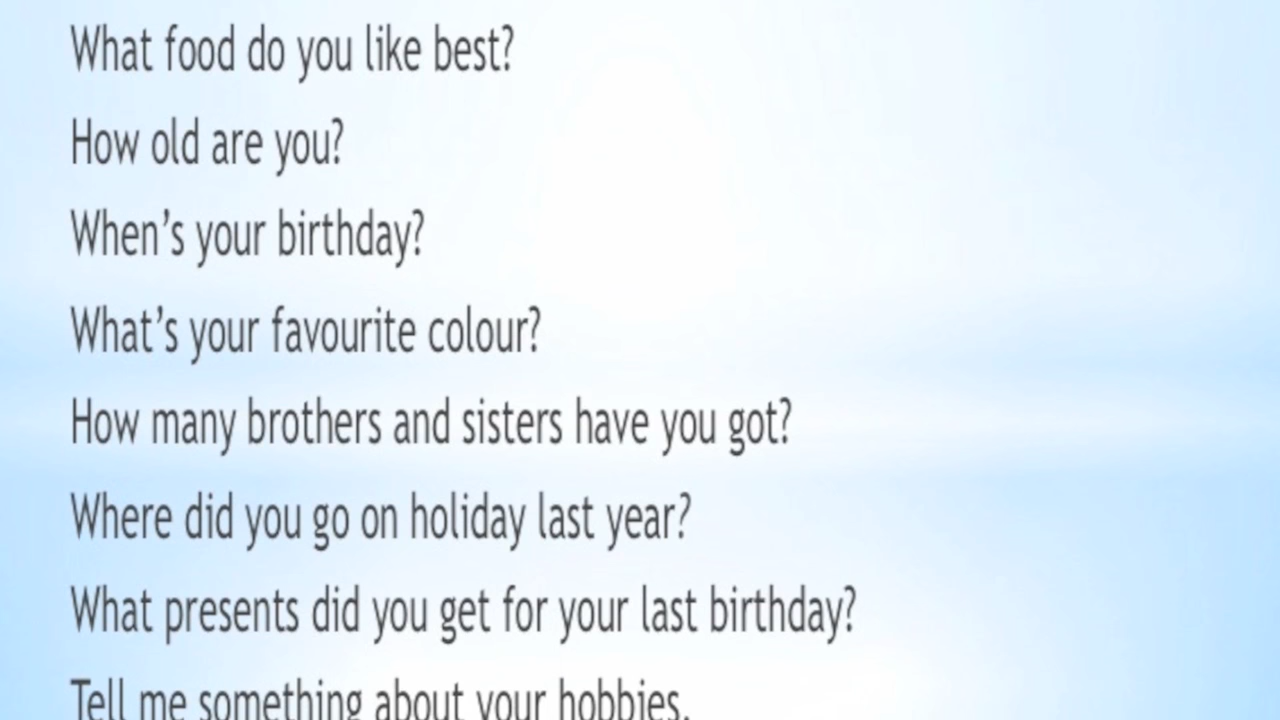 What food do you like best?
How old are you?
When’s your birthday?
What’s your favourite colour?
How many brothers and sisters have you got?
Where did you go on holiday last year?
What presents did you get for your last birthday?
Tell me something about your hobbies.